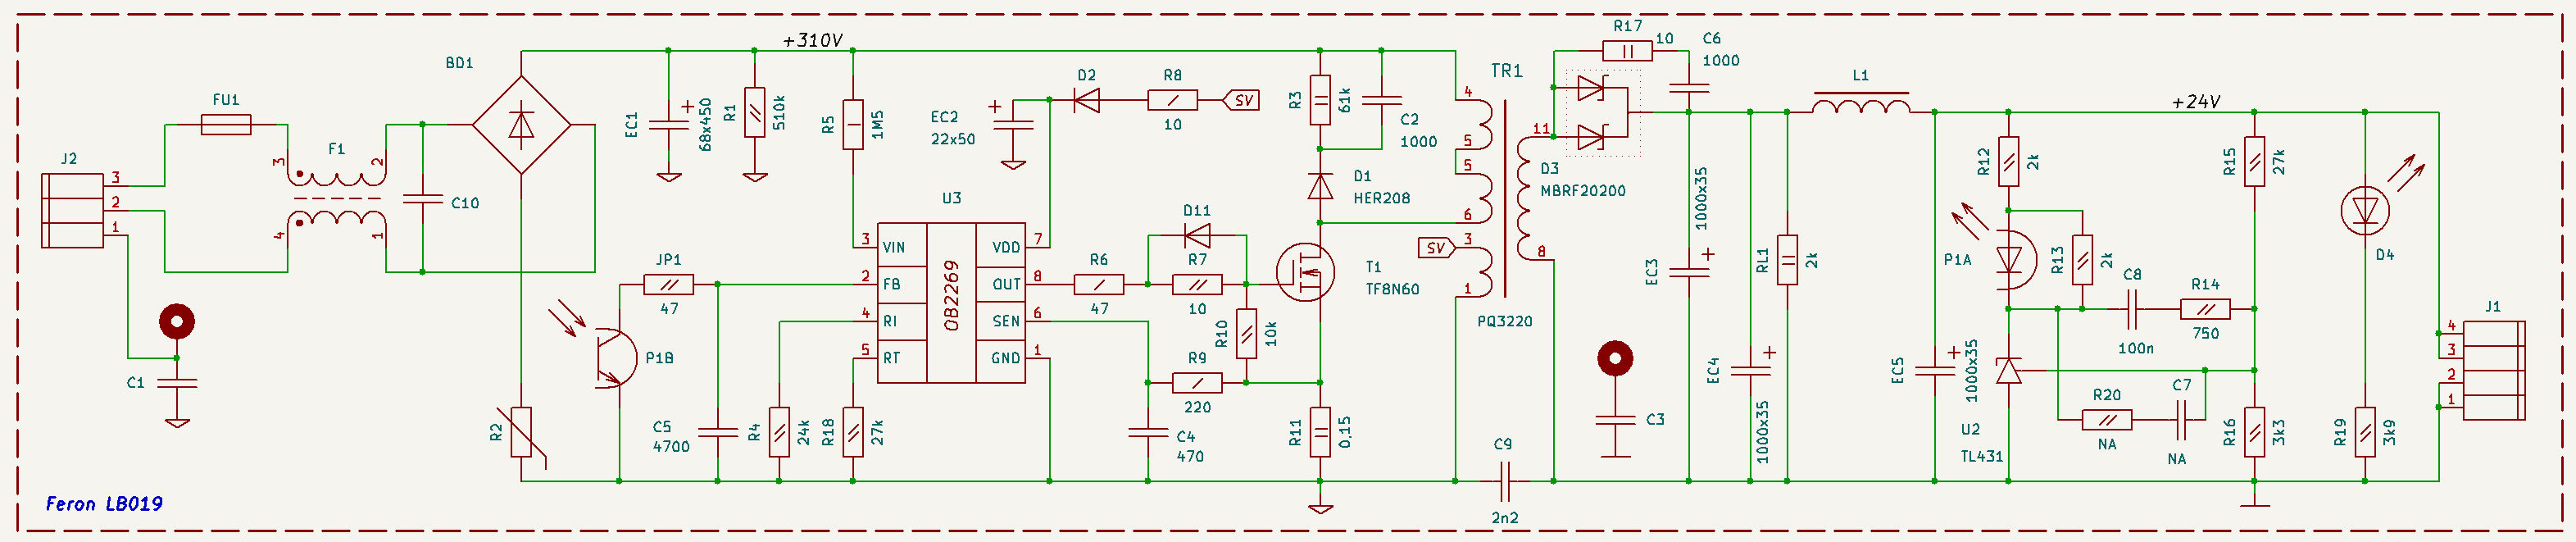 J2
3
2
1
C1
FU1
F1
3
2
4
1
C10
BD1
R2
+310V
EC1
68x450
R1
510k
R5
1M5
EC2
22x50
D2
R8
10
SV
U3
OB2269
3 VIN
2 FB
4 RI
5 RT
VDD 7
OUT 8
SEN 6
GND 1
JP1
47
P1B
C5
4700
R4
24k
R18
27k
R6
47
D11
R7
10
R10
10k
R9
220
C4
470
R3
61k
C2
1000
D1
HER208
T1
TF8N60
R11
0.15
SV
TR1
4
5
5
6
3
1
11
8
PQ3220
C9
2n2
D3
MBRF20200
R17
10
C6
1000
C3
EC3
1000x35
EC4
1000x35
RL1
2k
L1
EC5
1000x35
+24V
R12
2k
P1A
R13
2k
C8
100n
R14
750
U2
TL431
R20
NA
C7
NA
R15
27k
R16
3k3
D4
R19
3k9
J1
4
3
2
1
Feron LB019